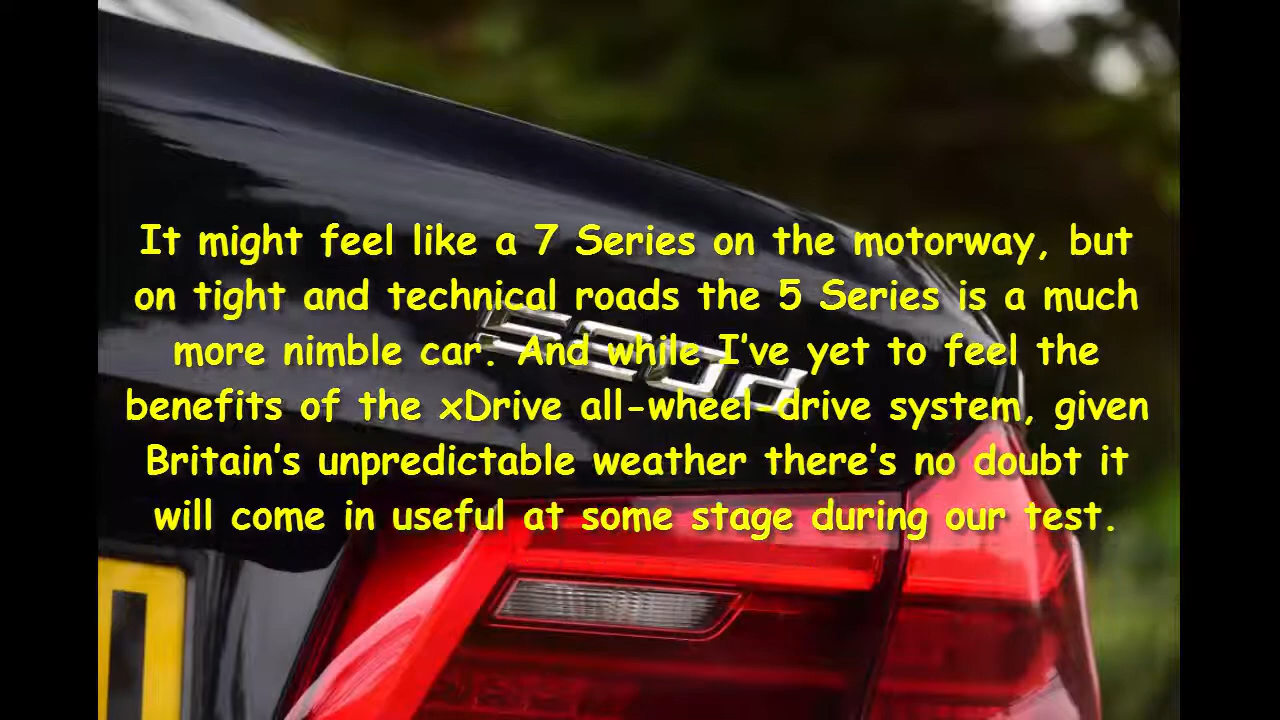 It might feel like a 7 Series on the motorway, but
on tight and technical roads the 5 Series is a much
more nimble car. And while I've yet to feel the
benefits of the xDrive all-wheel-drive system, given
Britain's unpredictable weather there's no doubt it
will come in useful at some stage during our test.
520d